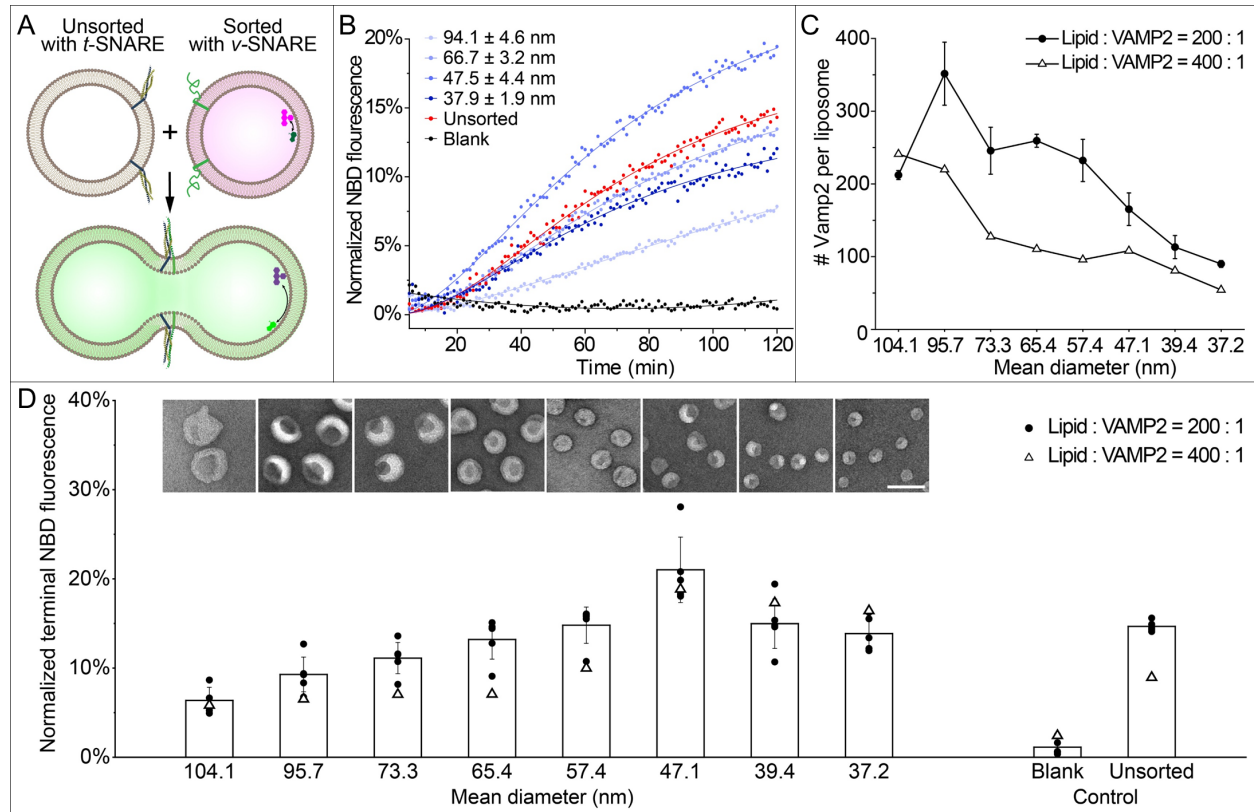 A
Unsorted
with t-SNARE
Sorted
with v-SNARE
+
B
Normalized NBD flourescence
20%
15%
10%
5%
0%
94.1 ± 4.6 nm
66.7 ± 3.2 nm
47.5 ± 4.4 nm
37.9 ± 1.9 nm
Unsorted
Blank
20 40 60 80 100 120
Time (min)
C
# Vamp2 per liposome
400
300
200
100
0
Lipid : VAMP2 = 200 : 1
Lipid : VAMP2 = 400 : 1
104.1 95.7 73.3 65.4 57.4 47.1 39.4 37.2
Mean diameter (nm)
D
Normalized terminal NBD fluorescence
40%
30%
20%
10%
0%
Lipid : VAMP2 = 200 : 1
Lipid : VAMP2 = 400 : 1
104.1 95.7 73.3 65.4 57.4 47.1 39.4 37.2 Blank Unsorted
Mean diameter (nm) Control